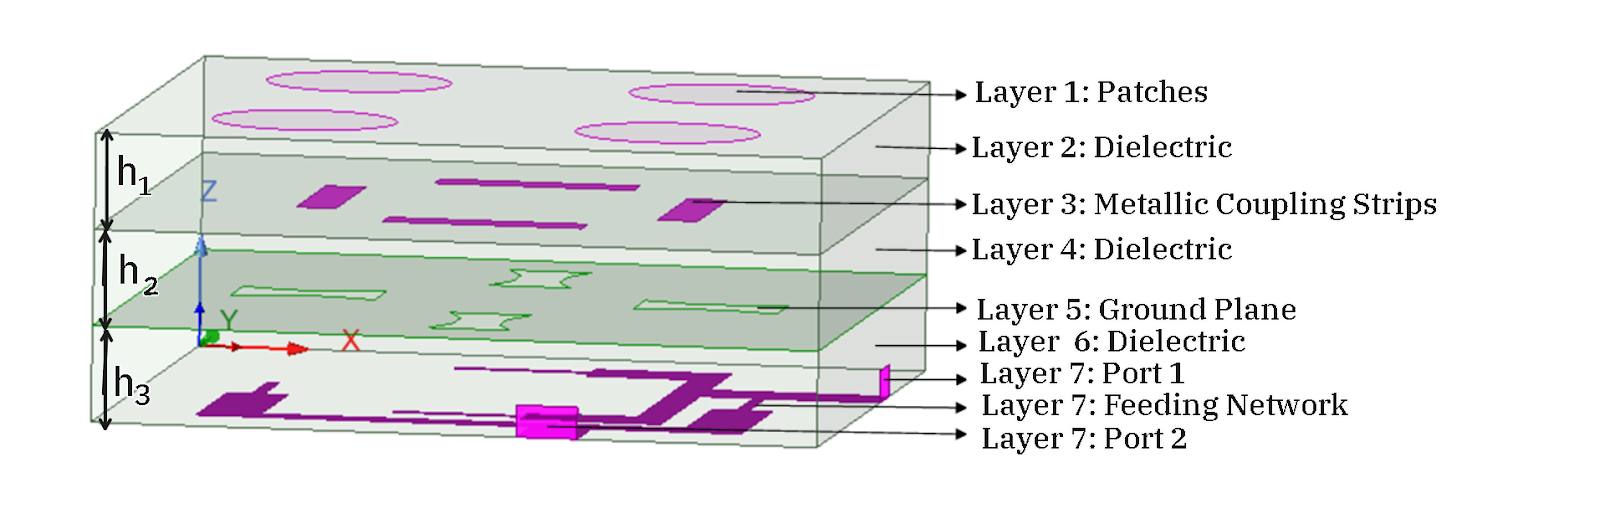 Layer 1: Patches
Layer 2: Dielectric
h1
Z
Layer 3: Metallic Coupling Strips
Layer 4: Dielectric
h2
Layer 5: Ground Plane
Y
X
Layer  6: Dielectric
Layer 7: Port 1
h3
Layer 7: Feeding Network
Layer 7: Port 2